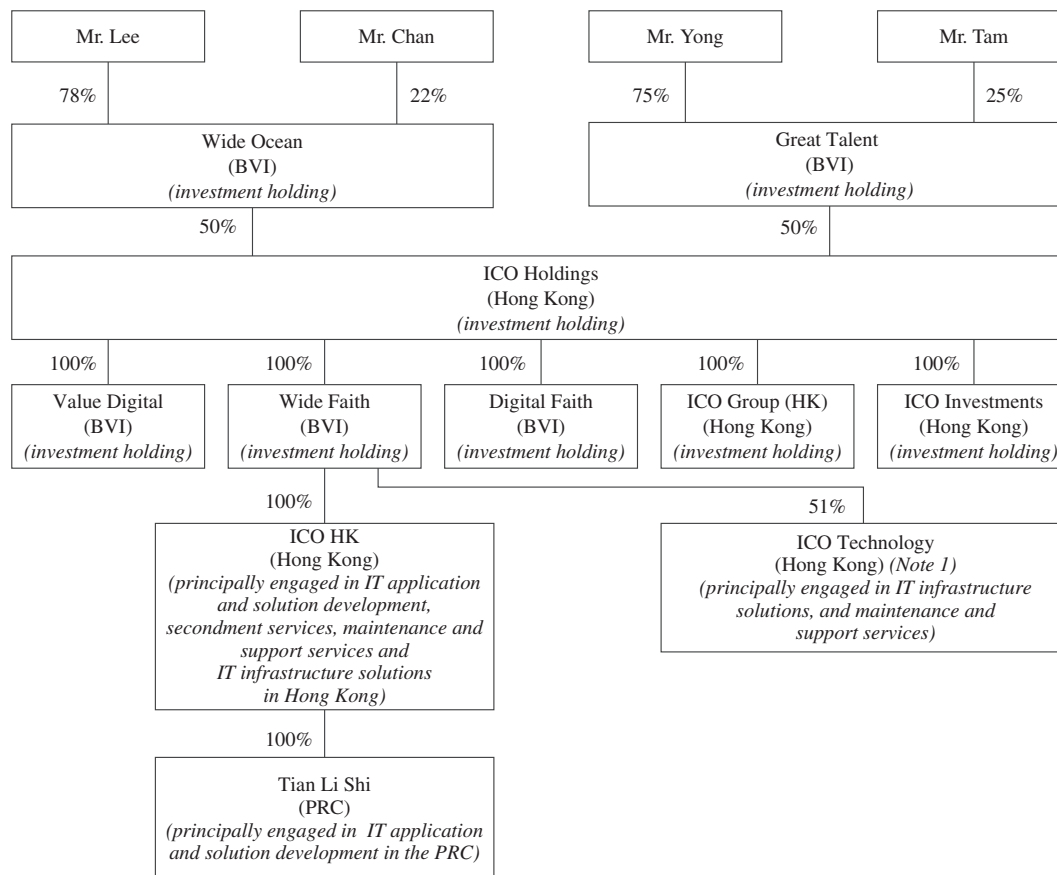 Mr. Lee
Mr. Chan
Mr. Yong
Mr. Tam
78%
22%
75%
25%
Wide Ocean
(BVI)
(investment holding)
Great Talent
(BVI)
(investment holding)
50%
50%
ICO Holdings
(Hong Kong)
(investment holding)
100%
100%
100%
100%
100%
Value Digital
(BVI)
(investment holding)
Wide Faith
(BVI)
(investment holding)
Digital Faith
(BVI)
(investment holding)
ICO Group (HK)
(Hong Kong)
(investment holding)
ICO Investments
(Hong Kong)
(investment holding)
100%
51%
ICO HK
(Hong Kong)
(principally engaged in IT application
and solution development,
secondment services, maintenance and
support services and
IT infrastructure solutions
in Hong Kong)
ICO Technology
(Hong Kong) (Note 1)
(principally engaged in IT infrastructure
solutions, and maintenance and
support services)
100%
Tian Li Shi
(PRC)
(principally engaged in IT application
and solution development in the PRC)